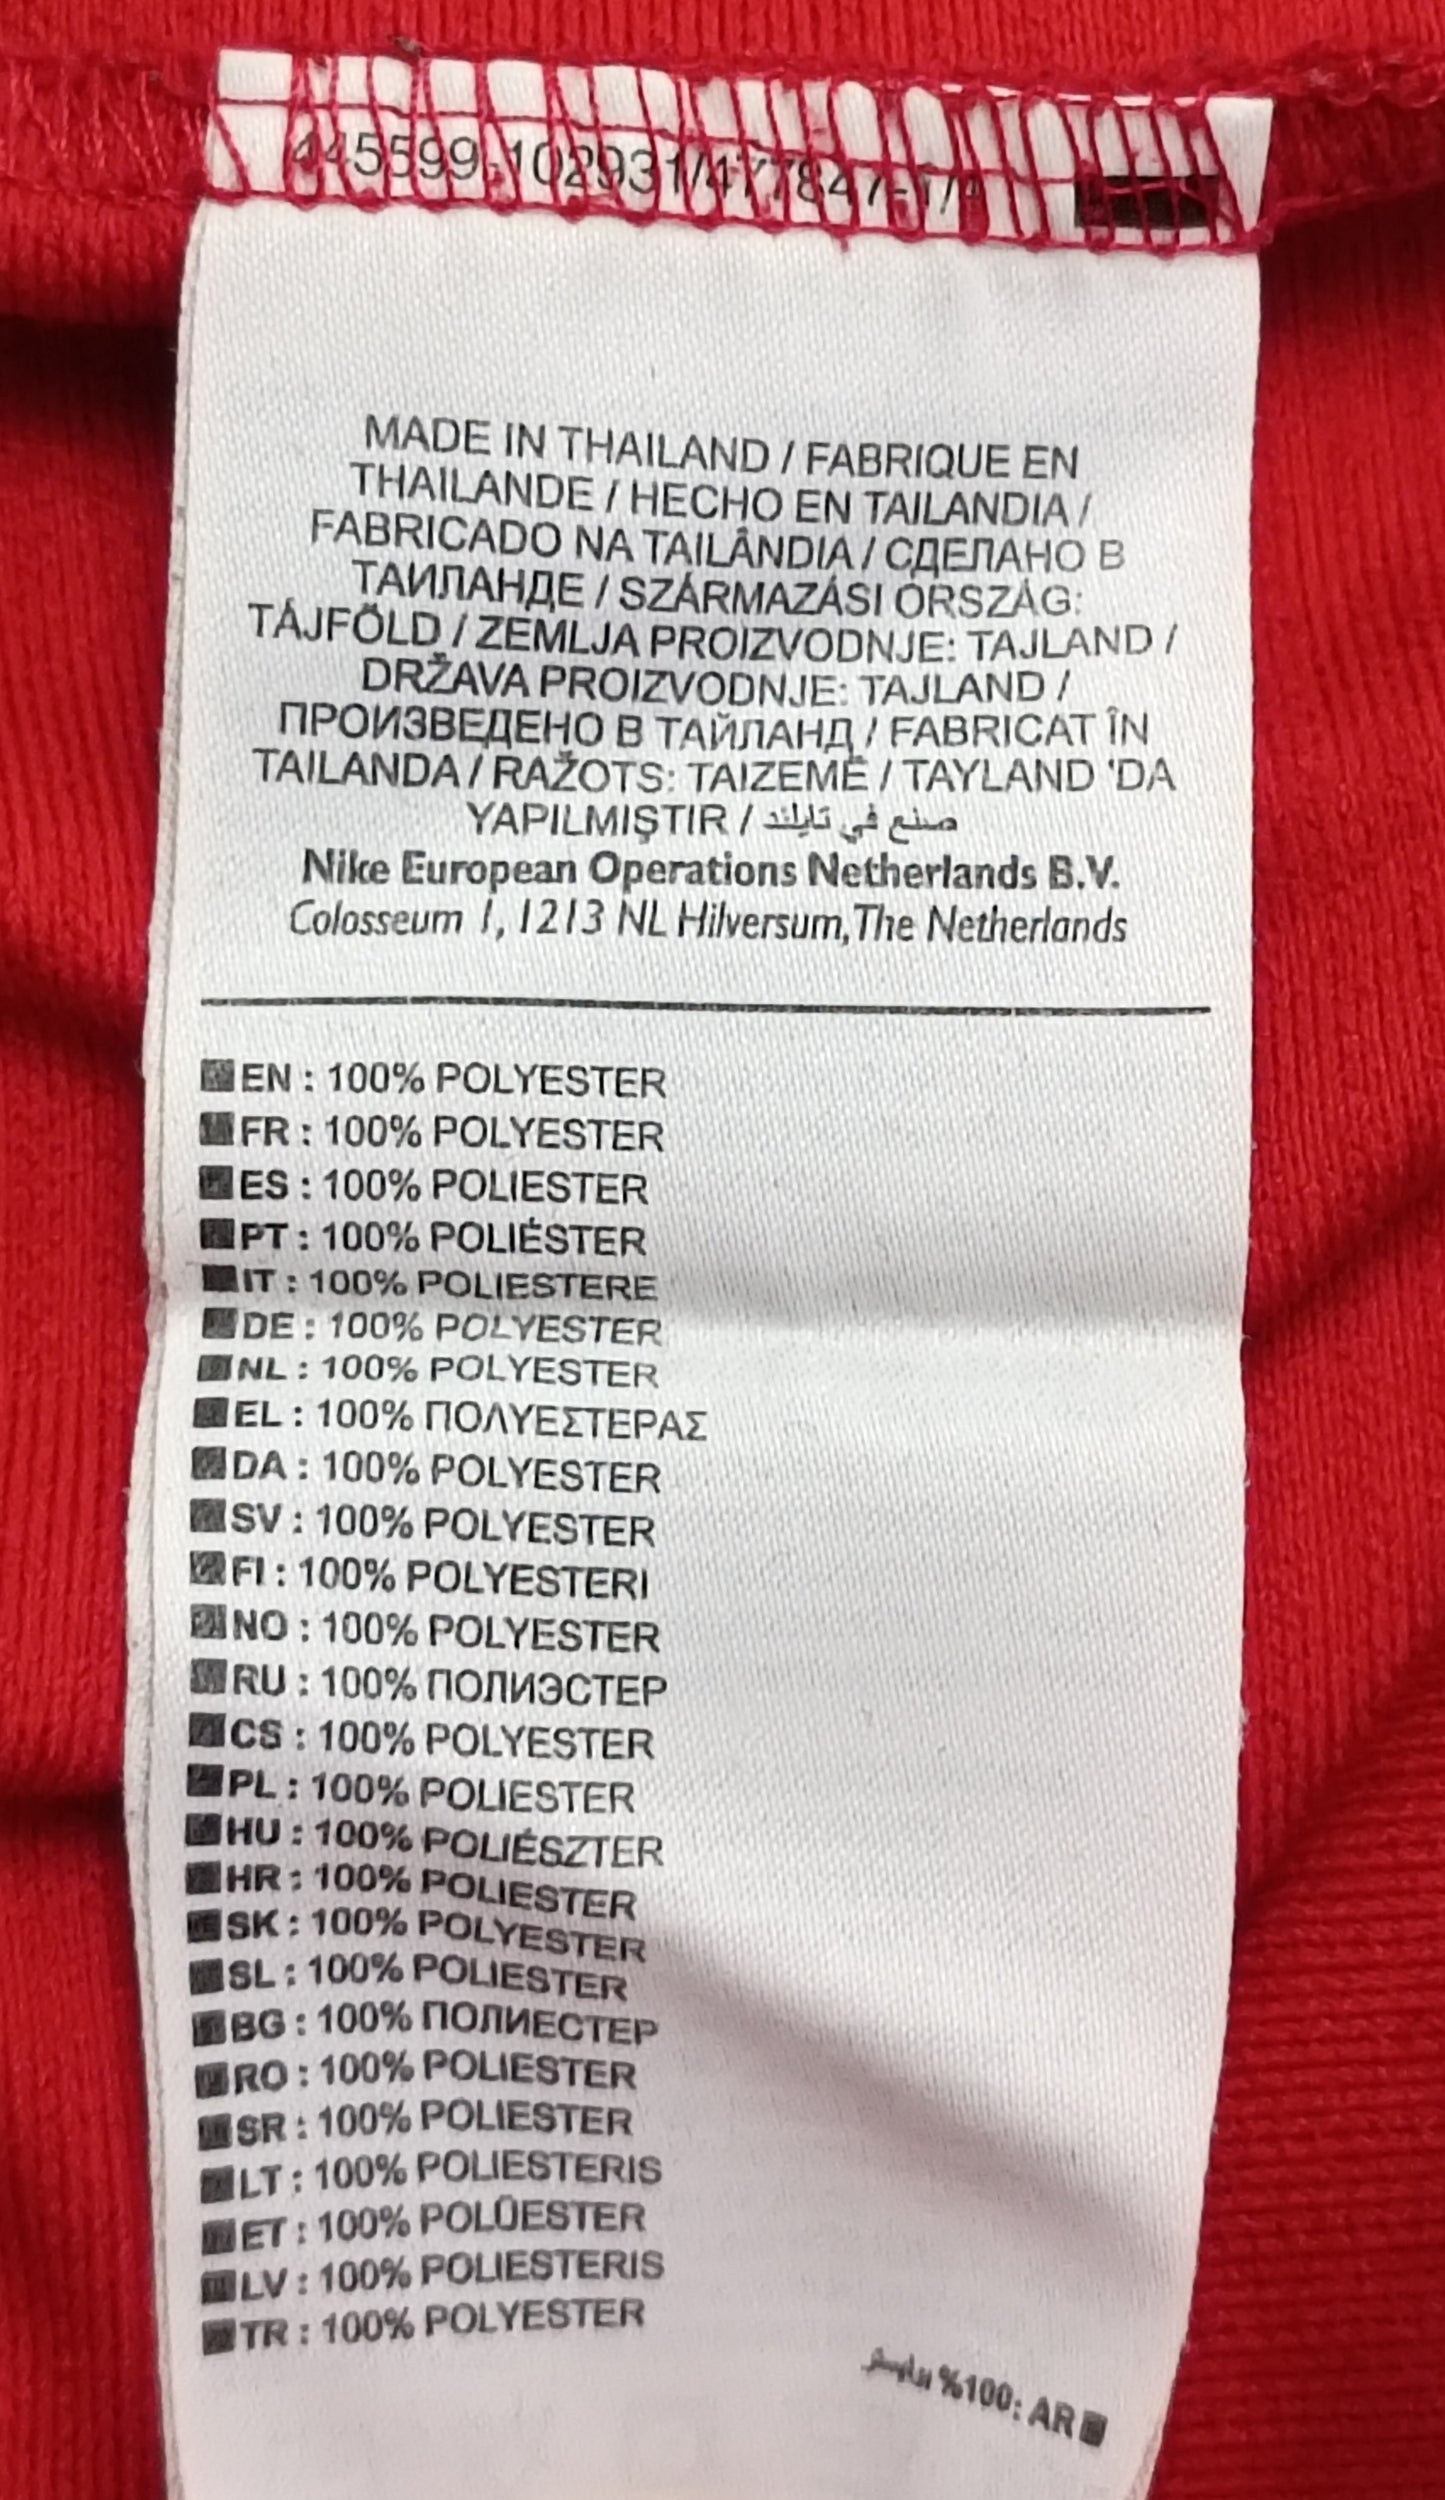 445599-102931/477847-1/4
MADE IN THAILAND / FABRIQUE EN
THAILANDE / HECHO EN TAILANDIA /
FABRICADO NA TAILÂNDIA / СДЕЛАНО В
ТАИЛАНДЕ / SZÁRMAZÁSI ORSZÁG:
TÁJFÖLD / ZEMLJA PROIZVODNJE: TAJLAND /
DRŽAVA PROIZVODNJE: TAJLAND /
ПРОИЗВЕДЕНО В ТАЙЛАНД / FABRICAT ÎN
TAILANDA / RAŽOTS: TAIZEMĒ / TAYLAND 'DA
YAPILMIŞTIR / صنع في تايلند
Nike European Operations Netherlands B.V.
Colosseum 1, 1213 NL Hilversum, The Netherlands
EN : 100% POLYESTER
FR : 100% POLYESTER
ES : 100% POLIESTER
PT : 100% POLIÉSTER
IT : 100% POLIESTERE
DE : 100% POLYESTER
NL : 100% POLYESTER
EL : 100% ΠΟΛΥΕΣΤΕΡΑΣ
DA : 100% POLYESTER
SV : 100% POLYESTER
FI : 100% POLYESTERI
NO : 100% POLYESTER
RU : 100% ПОЛИЭСТЕР
CS : 100% POLYESTER
PL : 100% POLIESTER
HU : 100% POLIÉSZTER
HR : 100% POLIESTER
SK : 100% POLYESTER
SL : 100% POLIESTER
BG : 100% ПОЛИЕСТЕР
RO : 100% POLIESTER
SR : 100% POLIESTER
LT : 100% POLIESTERIS
ET : 100% POLÜESTER
LV : 100% POLIESTERIS
TR : 100% POLYESTER
%100: AR